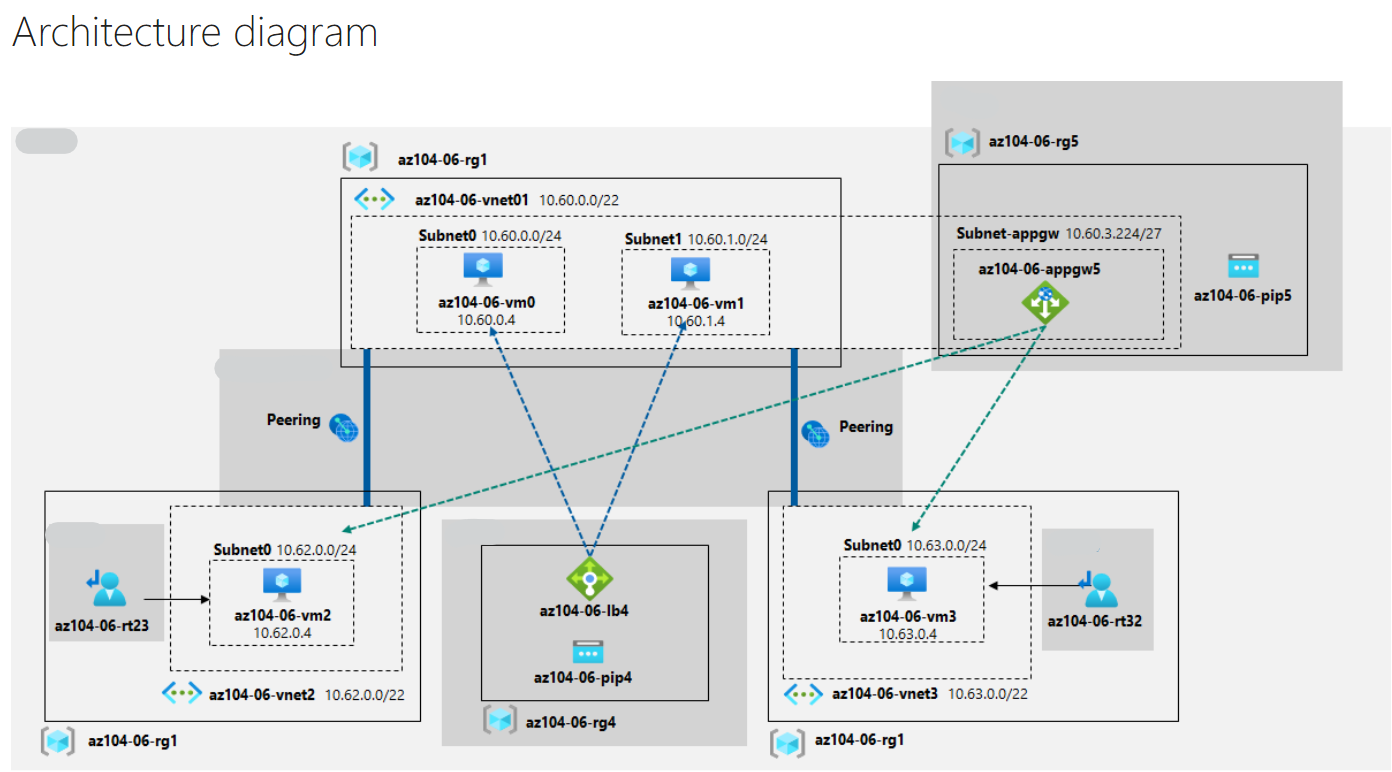 Architecture diagram
az104-06-rg5
az104-06-rg1
az104-06-vnet01 10.60.0.0/22
Subnet0 10.60.0.0/24
Subnet1 10.60.1.0/24
Subnet-appgw 10.60.3.224/27
az104-06-appgw5
az104-06-pip5
az104-06-vm0
10.60.0.4
az104-06-vm1
10.60.1.4
Peering
Peering
Subnet0 10.62.0.0/24
az104-06-vm2
10.62.0.4
az104-06-rt23
az104-06-vnet2 10.62.0.0/22
az104-06-rg1
az104-06-lb4
az104-06-pip4
az104-06-rg4
Subnet0 10.63.0.0/24
az104-06-vm3
10.63.0.4
az104-06-rt32
az104-06-vnet3 10.63.0.0/22
az104-06-rg1